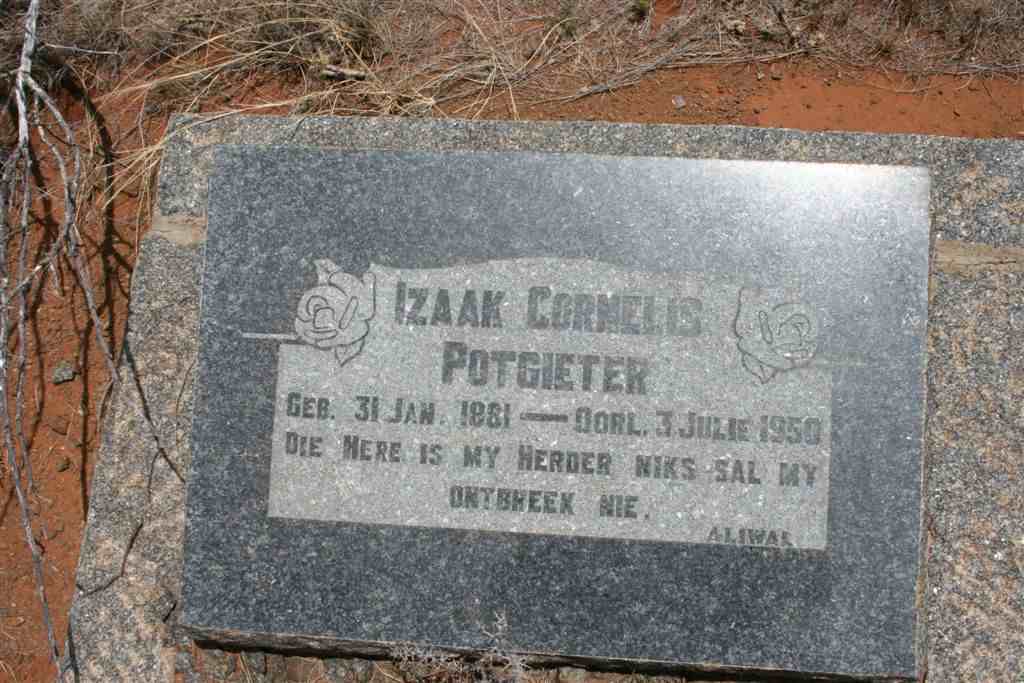 IZAAK CORNELIS
POTGIETER
GEB. 31 JAN. 1881 — OORL. 3 JULIE 1950
DIE HERE IS MY HERDER NIKS SAL MY
ONTBREEK NIE.
ALIWAL